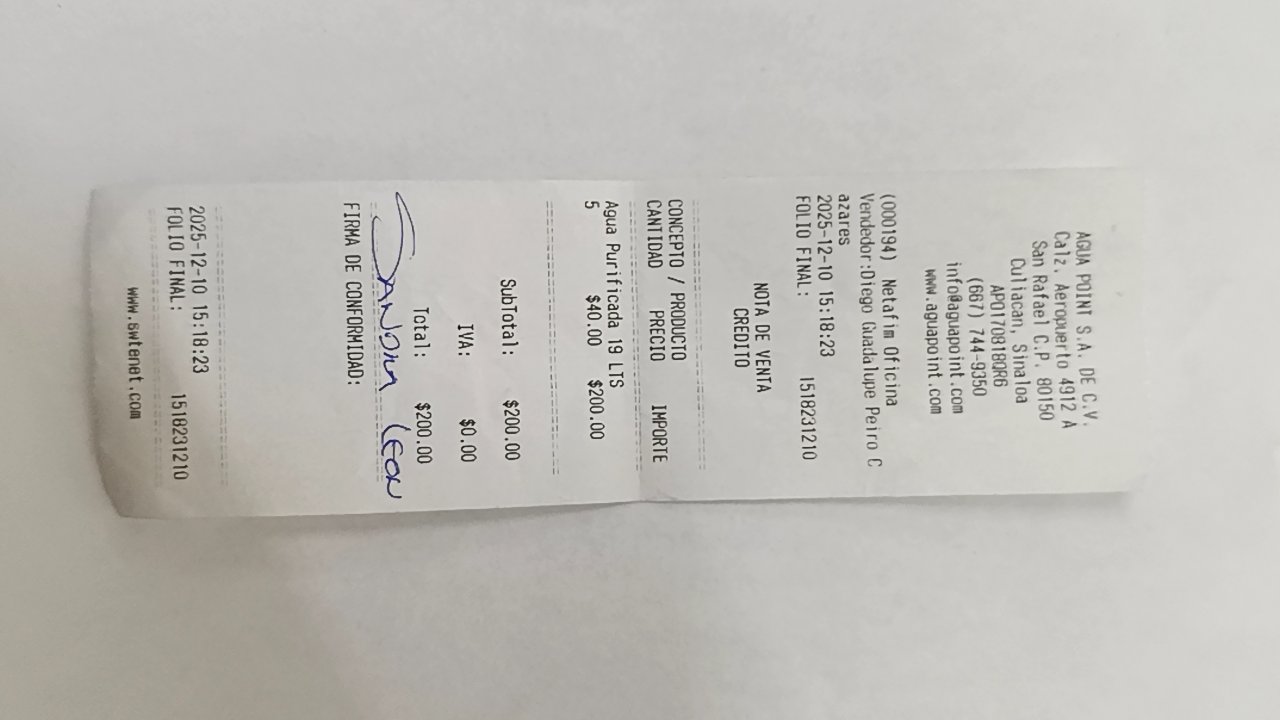 AGUA POINT S.A. DE C.V.
Calz. Aeropuerto 4912 A
San Rafael C.P. 80150
Culiacan, Sinaloa
APO170818QR6
(667) 744-9350
info@aguapoint.com
www.aguapoint.com
(000194) Netafim Oficina
Vendedor:Diego Guadalupe Peiro C
azares
2025-12-10 15:18:23
FOLIO FINAL: 1518231210
NOTA DE VENTA
CREDITO
CONCEPTO / PRODUCTO
CANTIDAD PRECIO IMPORTE
Agua Purificada 19 LTS
5 $40.00 $200.00
SubTotal: $200.00
IVA: $0.00
Total: $200.00
Sandra León
FIRMA DE CONFORMIDAD:
2025-12-10 15:18:23
FOLIO FINAL: 1518231210
www.swtenet.com